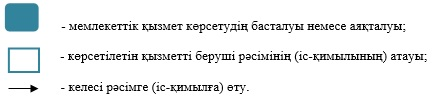 - мемлекеттік қызмет көрсетудің басталуы немесе аяқталуы;
- көрсетілетін қызметті беруші рәсімінің (іс-қимылының) атауы;
- келесі рәсімге (іс-қимылға) өту.